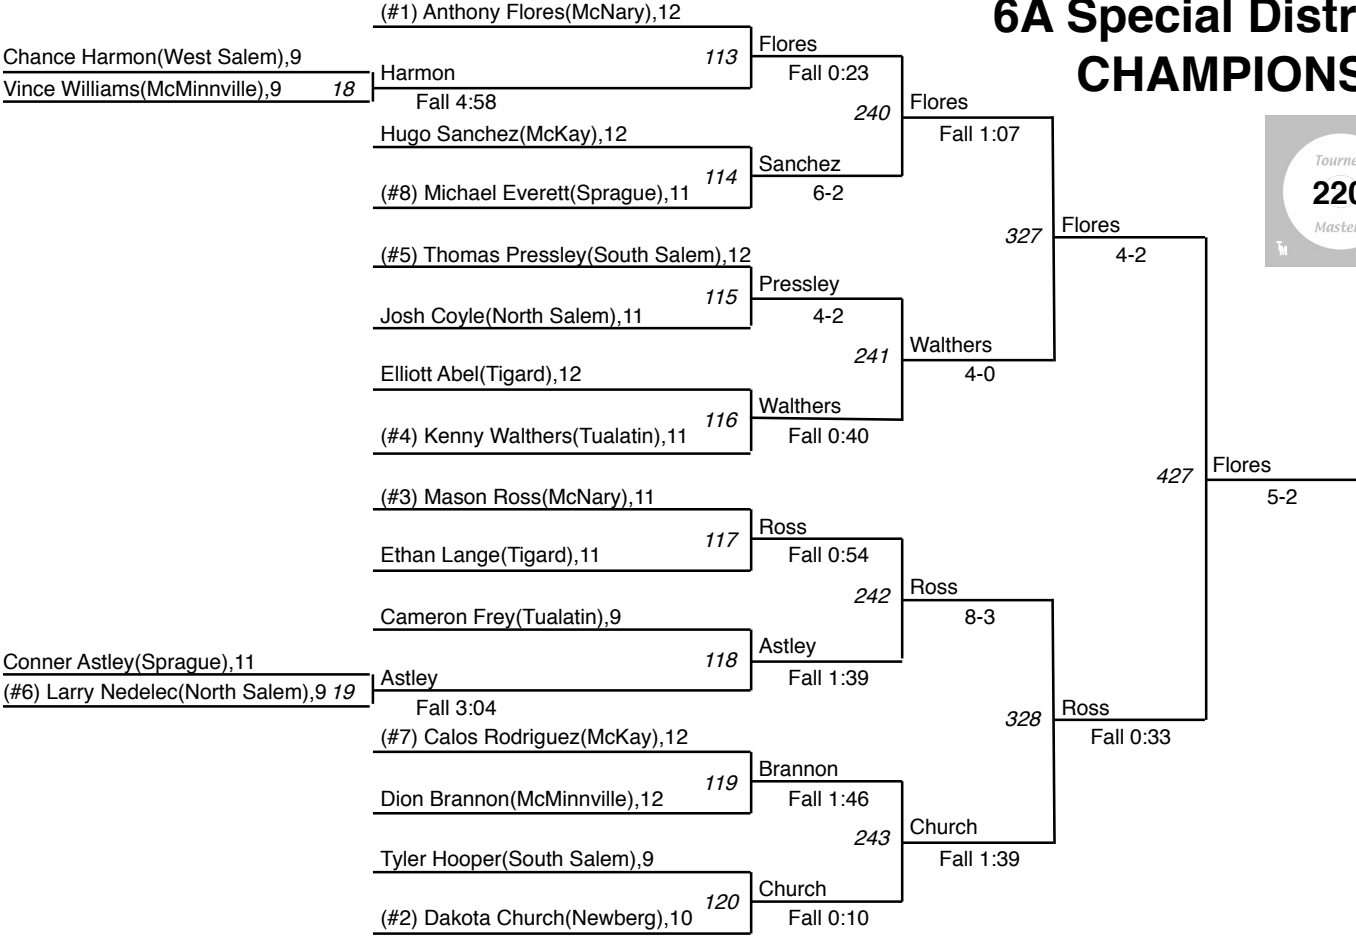 (#1) Anthony Flores(McNary),12
6A Special Distr
Chance Harmon(West Salem),9
113
Flores
Harmon
Fall 0:23
CHAMPIONS
Vince Williams(McMinnville),9 18
Fall 4:58
240
Flores
Hugo Sanchez(McKay),12
Fall 1:07
Sanchez
114
(#8) Michael Everett(Sprague),11
6-2
Tourne
220
Master
TM
327
Flores
4-2
(#5) Thomas Pressley(South Salem),12
115
Pressley
Josh Coyle(North Salem),11
4-2
241
Walthers
4-0
Elliott Abel(Tigard),12
116
Walthers
(#4) Kenny Walthers(Tualatin),11
Fall 0:40
427
Flores
5-2
(#3) Mason Ross(McNary),11
117
Ross
Ethan Lange(Tigard),11
Fall 0:54
242
Ross
8-3
Cameron Frey(Tualatin),9
118
Astley
Conner Astley(Sprague),11
Astley
Fall 1:39
(#6) Larry Nedelec(North Salem),9 19
Fall 3:04
328
Ross
Fall 0:33
(#7) Calos Rodriguez(McKay),12
119
Brannon
Dion Brannon(McMinnville),12
Fall 1:46
243
Church
Fall 1:39
Tyler Hooper(South Salem),9
120
Church
(#2) Dakota Church(Newberg),10
Fall 0:10